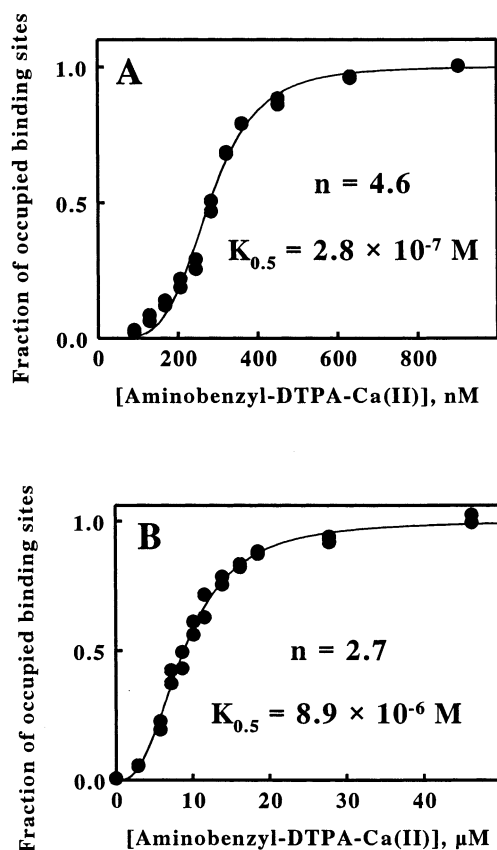 A
Fraction of occupied binding sites
1.0
0.5
0.0
n = 4.6
K0.5 = 2.8 × 10-7 M
0 200 400 600 800
[Aminobenzyl-DTPA-Ca(II)], nM
B
Fraction of occupied binding sites
1.0
0.5
0.0
n = 2.7
K0.5 = 8.9 × 10-6 M
0 10 20 30 40
[Aminobenzyl-DTPA-Ca(II)], µM